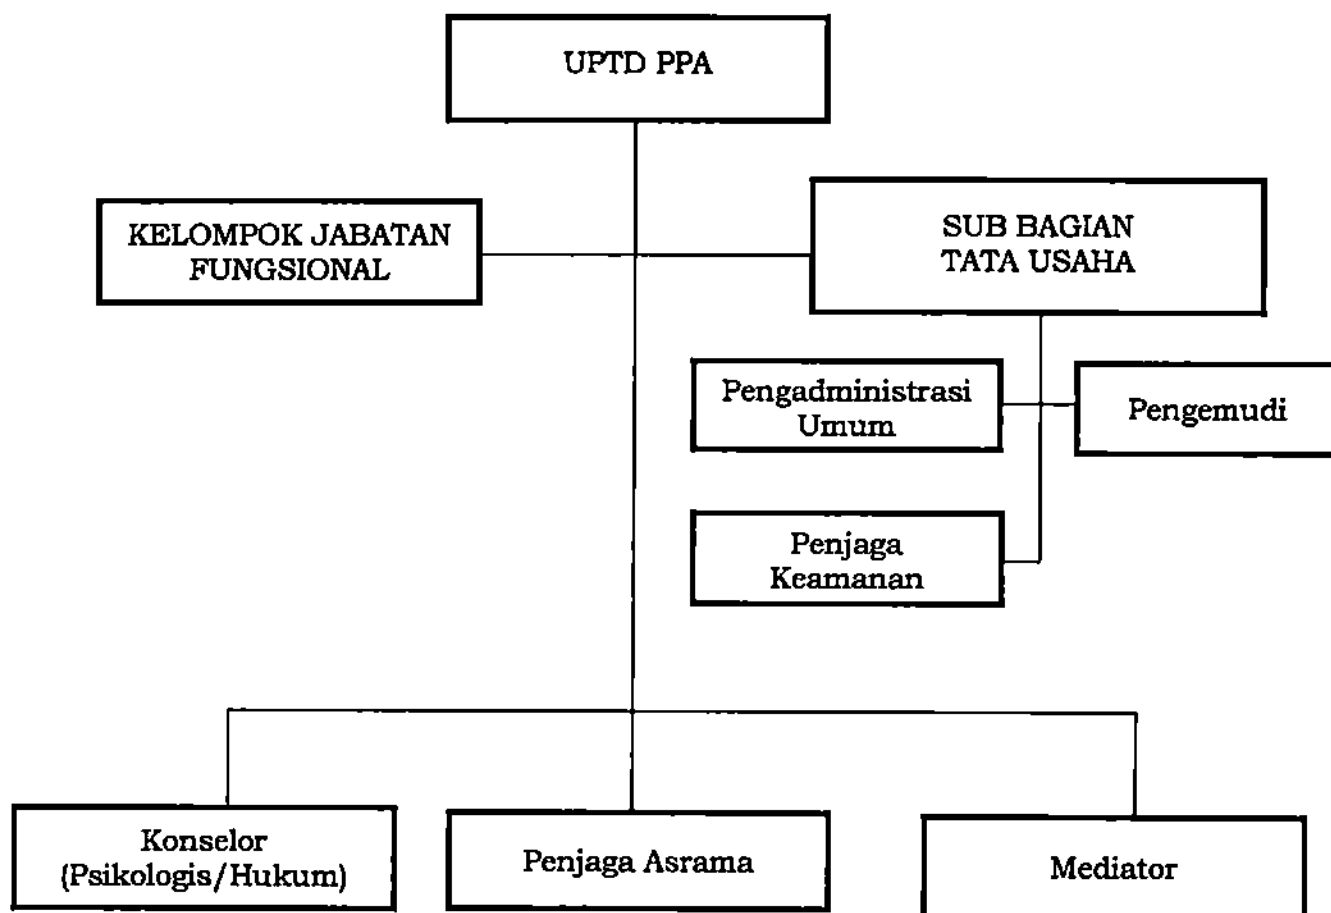 UPTD PPA
KELOMPOK JABATAN
FUNGSIONAL
SUB BAGIAN
TATA USAHA
Pengadministrasi
Umum
Pengemudi
Penjaga
Keamanan
Konselor
(Psikologis/Hukum)
Penjaga Asrama
Mediator